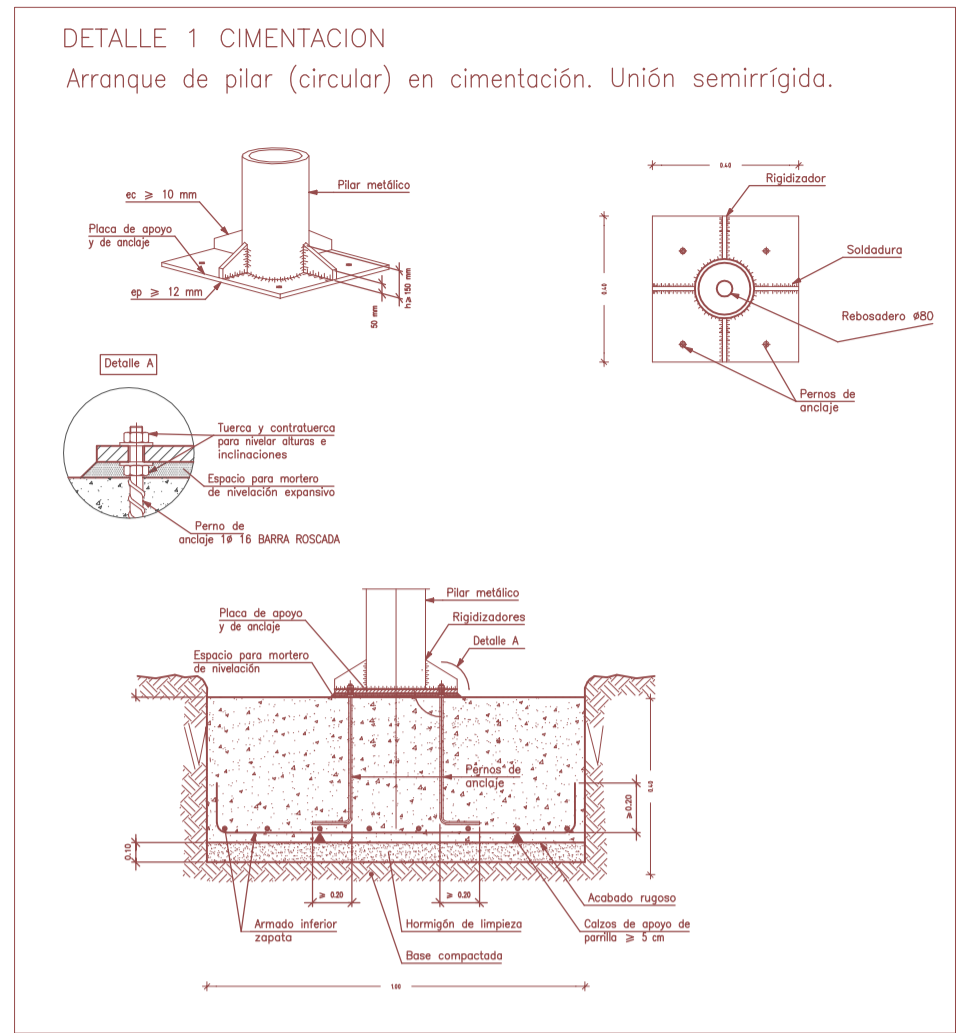 DETALLE 1 CIMENTACION
Arranque de pilar (circular) en cimentación. Unión semirrígida.
ec ≥ 10 mm
Pilar metálico
Placa de apoyo
y de anclaje
ep ≥ 12 mm
50 mm
h≥150 mm
0.40
Rigidizador
0.40
Soldadura
Rebosadero ø80
Pernos de
anclaje
Detalle A
Tuerca y contratuerca
para nivelar alturas e
inclinaciones
Espacio para mortero
de nivelación expansivo
Perno de
anclaje 1ø 16 BARRA ROSCADA
Pilar metálico
Placa de apoyo
y de anclaje
Rigidizadores
Detalle A
Espacio para mortero
de nivelación
Pernos de
anclaje
≥0.20
0.40
0.10
≥ 0.20
≥ 0.20
Acabado rugoso
Armado inferior
zapata
Hormigón de limpieza
Calzos de apoyo de
parrilla ≥ 5 cm
Base compactada
1.00